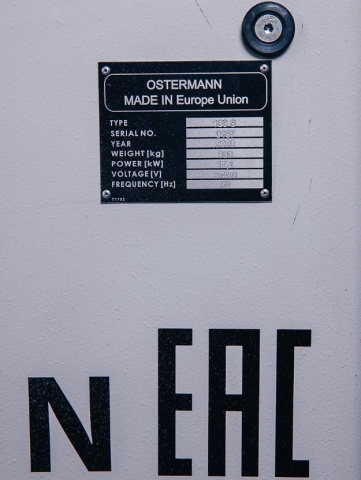 OSTERMANN
MADE IN Europe Union
TYPE
SERIAL NO.
YEAR
WEIGHT [kg]
POWER [kW]
VOLTAGE [V]
FREQUENCY [Hz]
N EAC